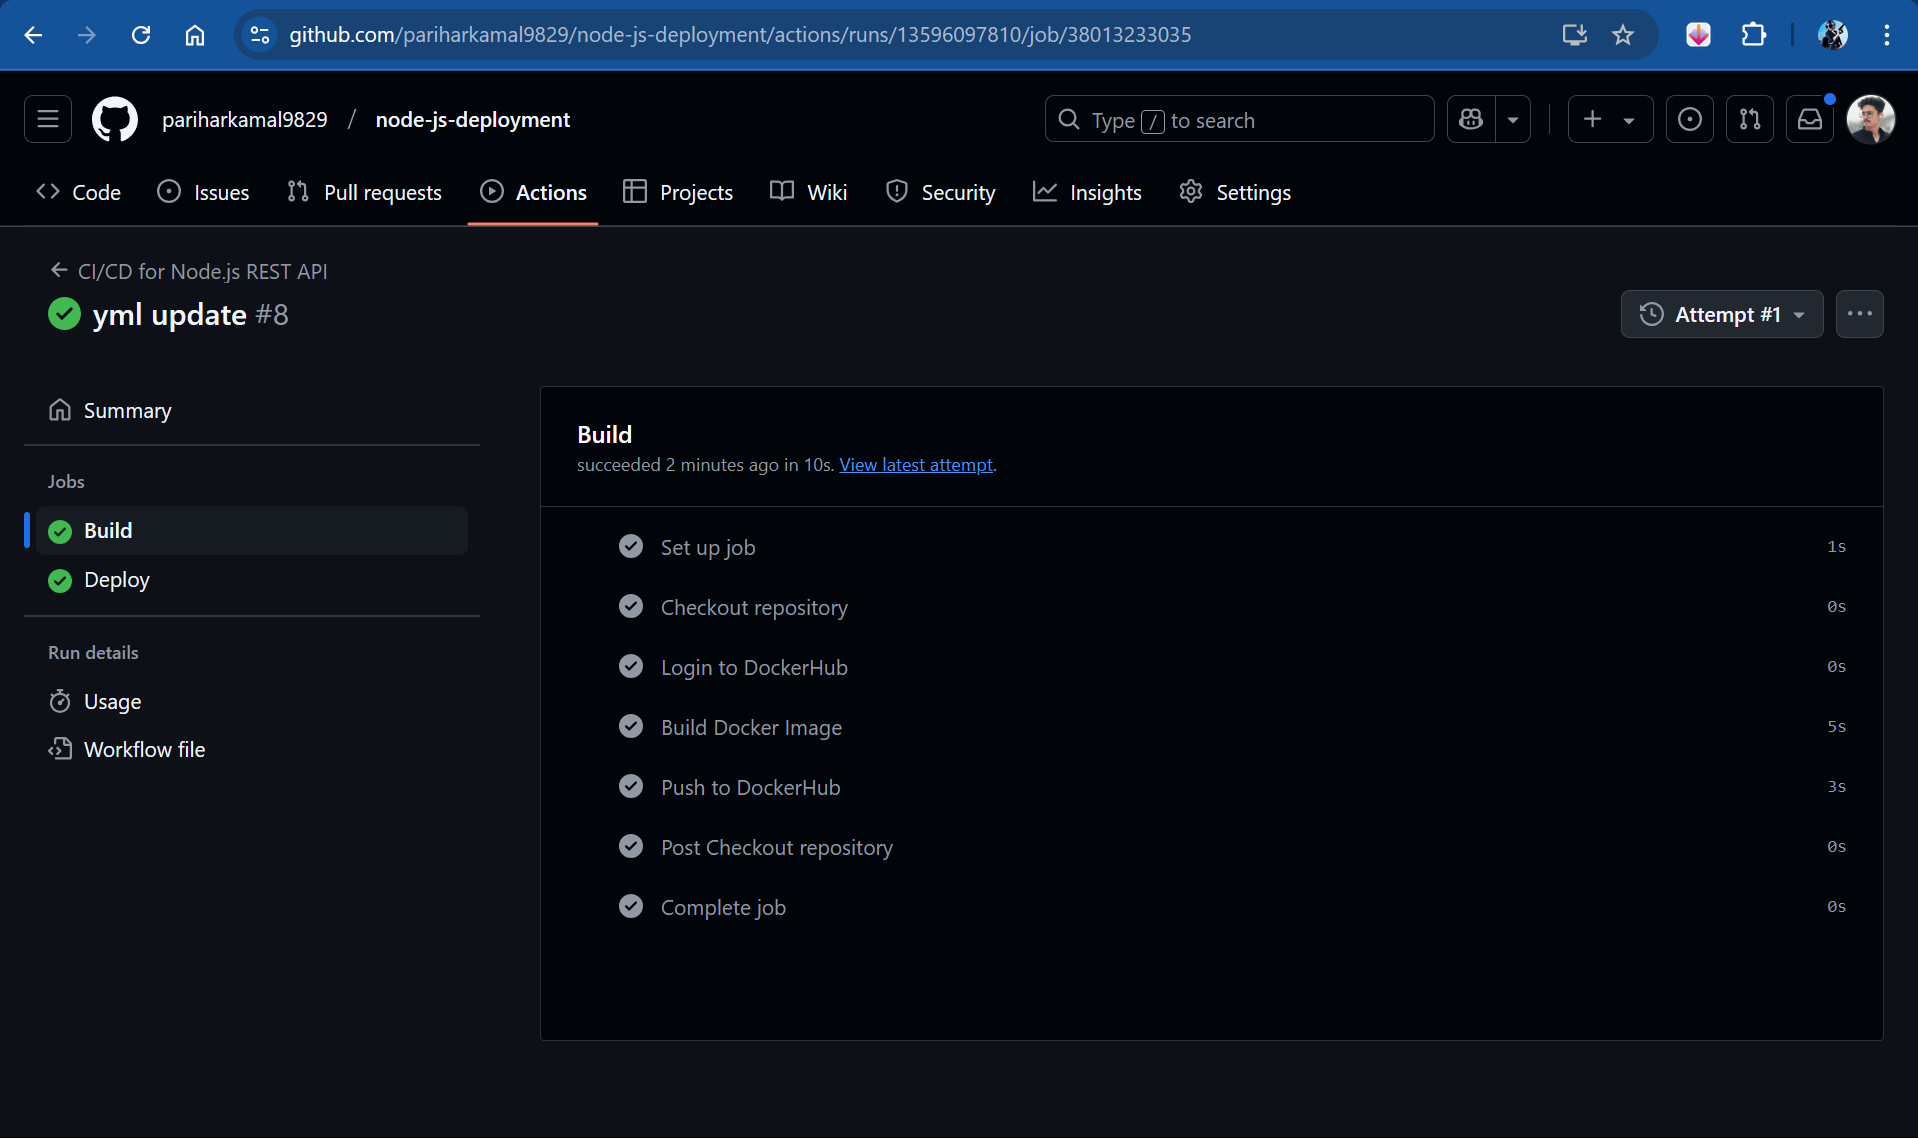 github.com/pariharkamal9829/node-js-deployment/actions/runs/13596097810/job/38013233035
pariharkamal9829 / node-js-deployment
Type / to search
Code Issues Pull requests Actions Projects Wiki Security Insights Settings
CI/CD for Node.js REST API
yml update #8
Attempt #1
Summary
Jobs
Build
Deploy
Run details
Usage
Workflow file
Build
succeeded 2 minutes ago in 10s. View latest attempt.
Set up job 1s
Checkout repository 0s
Login to DockerHub 0s
Build Docker Image 5s
Push to DockerHub 3s
Post Checkout repository 0s
Complete job 0s